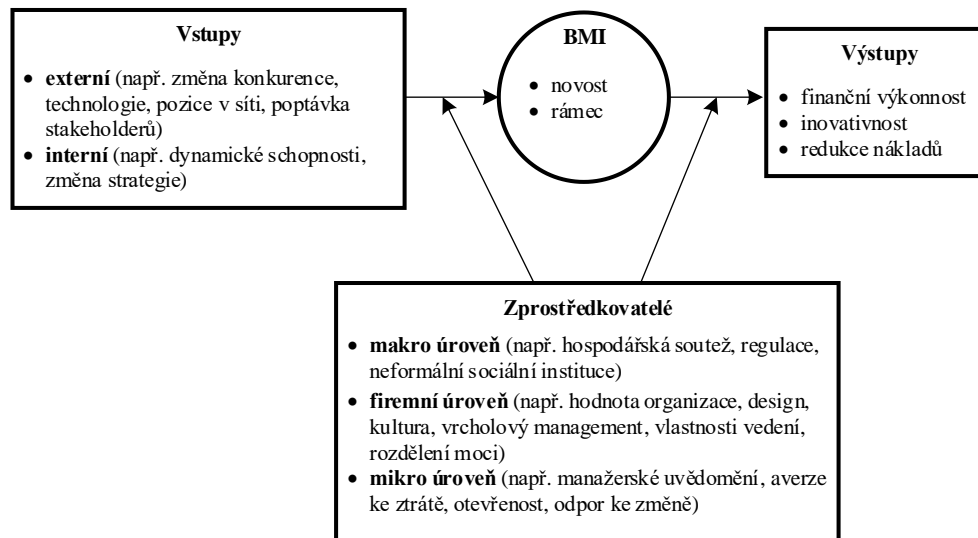 Vstupy
• externí (např. změna konkurence,
technologie, pozice v síti, poptávka
stakeholderů)
• interní (např. dynamické schopnosti,
změna strategie)
BMI
• novost
• rámec
Výstupy
• finanční výkonnost
• inovativnost
• redukce nákladů
Zprostředkovatelé
• makro úroveň (např. hospodářská soutež, regulace,
neformální sociální instituce)
• firemní úroveň (např. hodnota organizace, design,
kultura, vrcholový management, vlastnosti vedení,
rozdělení moci)
• mikro úroveň (např. manažerské uvědomění, averze
ke ztrátě, otevřenost, odpor ke změně)